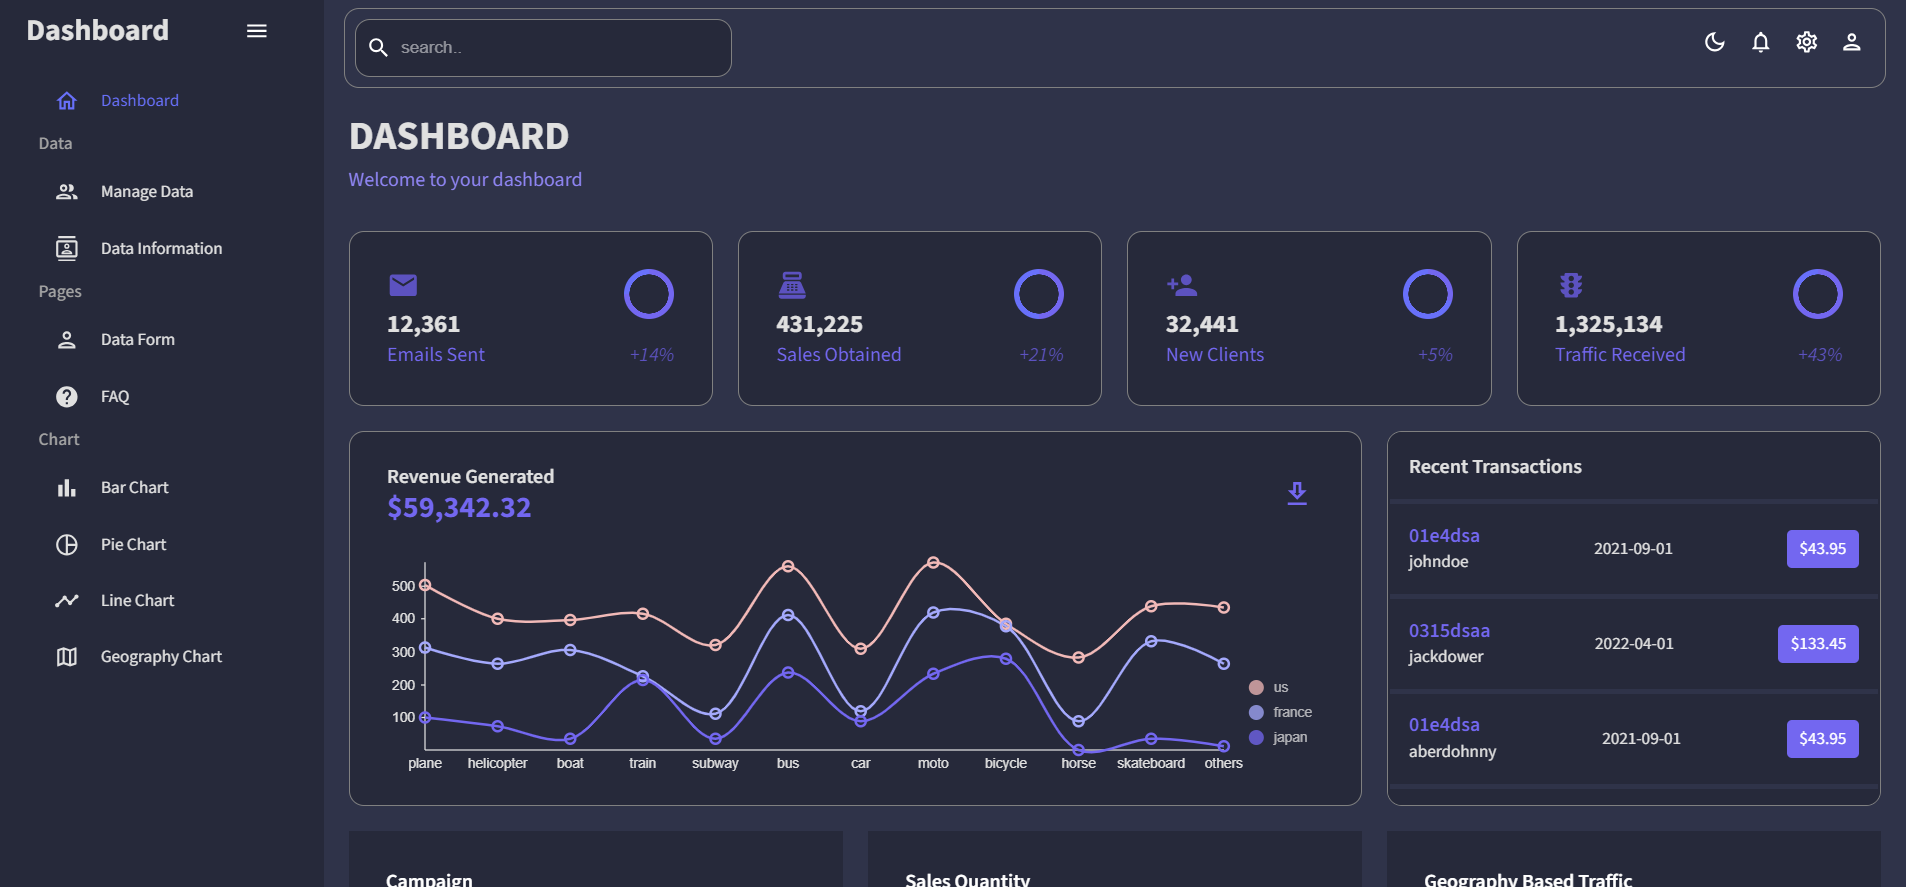 Dashboard
search..
Dashboard
Data
Manage Data
Data Information
Pages
Data Form
FAQ
Chart
Bar Chart
Pie Chart
Line Chart
Geography Chart
DASHBOARD
Welcome to your dashboard
12,361
Emails Sent
+14%
431,225
Sales Obtained
+21%
32,441
New Clients
+5%
1,325,134
Traffic Received
+43%
Revenue Generated
$59,342.32
500
400
300
200
100
plane helicopter boat train subway bus car moto bicycle horse skateboard others
us
france
japan
Recent Transactions
01e4dsa
johndoe
2021-09-01
$43.95
0315dsaa
jackdower
2022-04-01
$133.45
01e4dsa
aberdohnny
2021-09-01
$43.95
Campaign
Sales Quantity
Geography Based Traffic